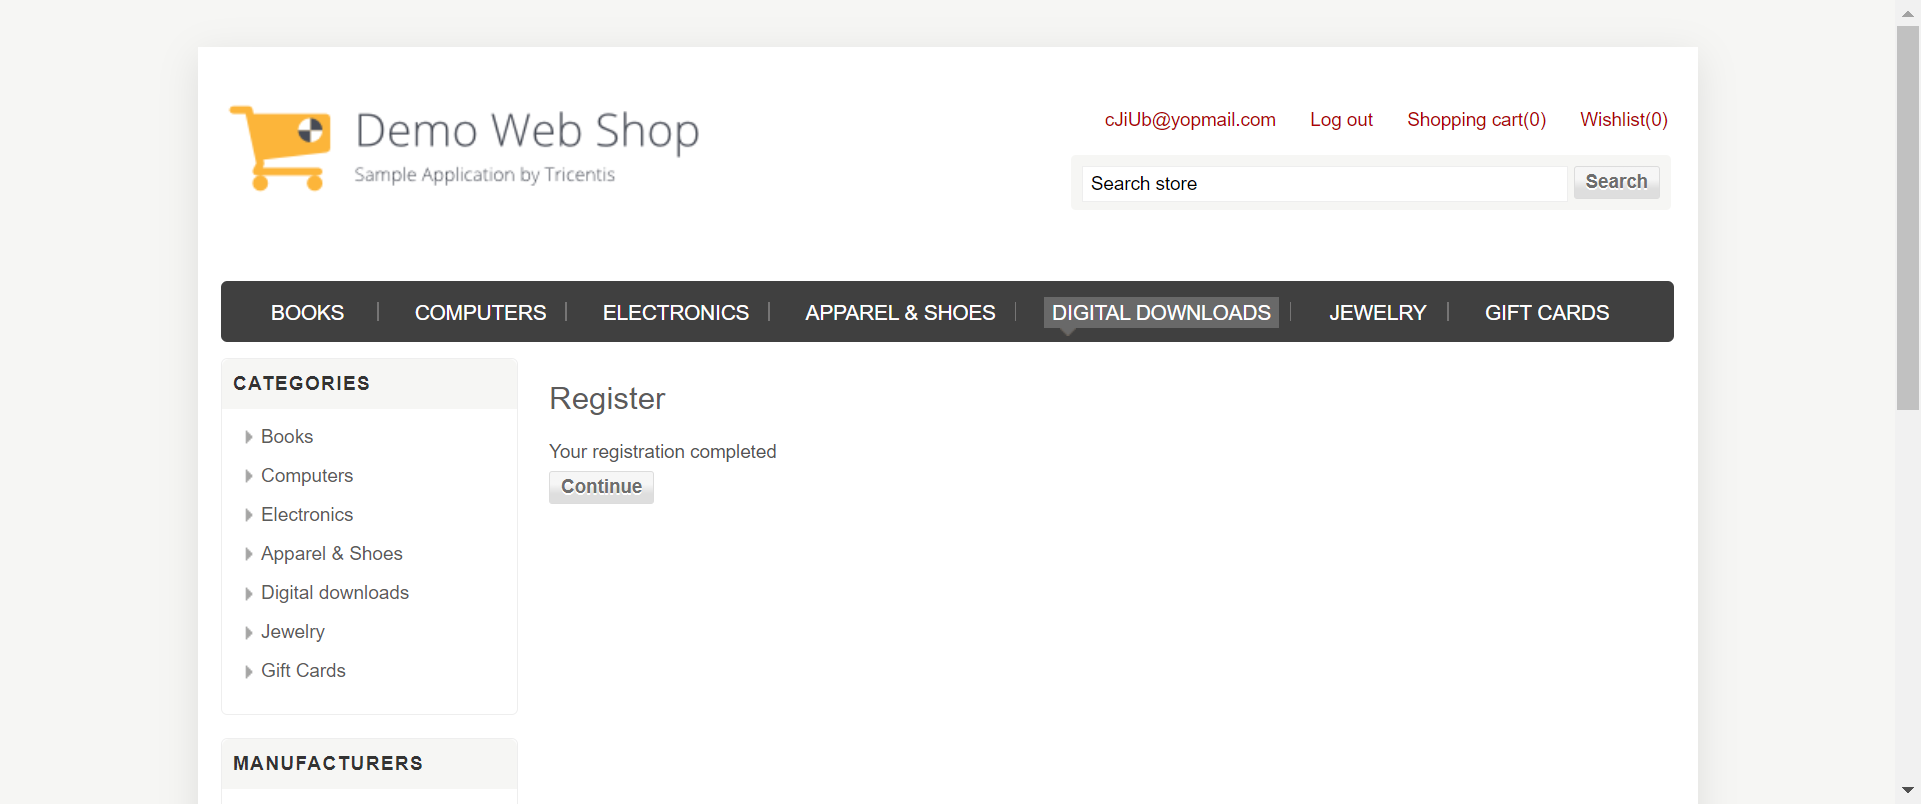 Demo Web Shop
Sample Application by Tricentis
cJiUb@yopmail.com Log out Shopping cart(0) Wishlist(0)
Search store Search
BOOKS COMPUTERS ELECTRONICS APPAREL & SHOES DIGITAL DOWNLOADS JEWELRY GIFT CARDS
CATEGORIES
Books
Computers
Electronics
Apparel & Shoes
Digital downloads
Jewelry
Gift Cards
MANUFACTURERS
Register
Your registration completed
Continue